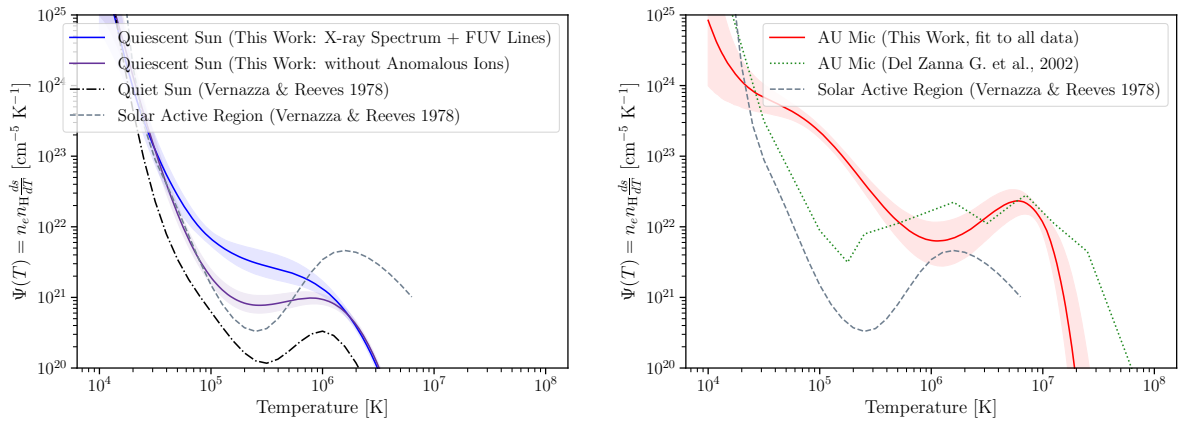 10^25
10^24
10^23
10^22
10^21
10^20
Ψ(T) = n_e n_H ds/dT [cm^−5 K^−1]
Quiescent Sun (This Work: X-ray Spectrum + FUV Lines)
Quiescent Sun (This Work: without Anomalous Ions)
Quiet Sun (Vernazza & Reeves 1978)
Solar Active Region (Vernazza & Reeves 1978)
10^4 10^5 10^6 10^7 10^8
Temperature [K]
10^25
10^24
10^23
10^22
10^21
10^20
Ψ(T) = n_e n_H ds/dT [cm^−5 K^−1]
AU Mic (This Work, fit to all data)
AU Mic (Del Zanna G. et al., 2002)
Solar Active Region (Vernazza & Reeves 1978)
10^4 10^5 10^6 10^7 10^8
Temperature [K]